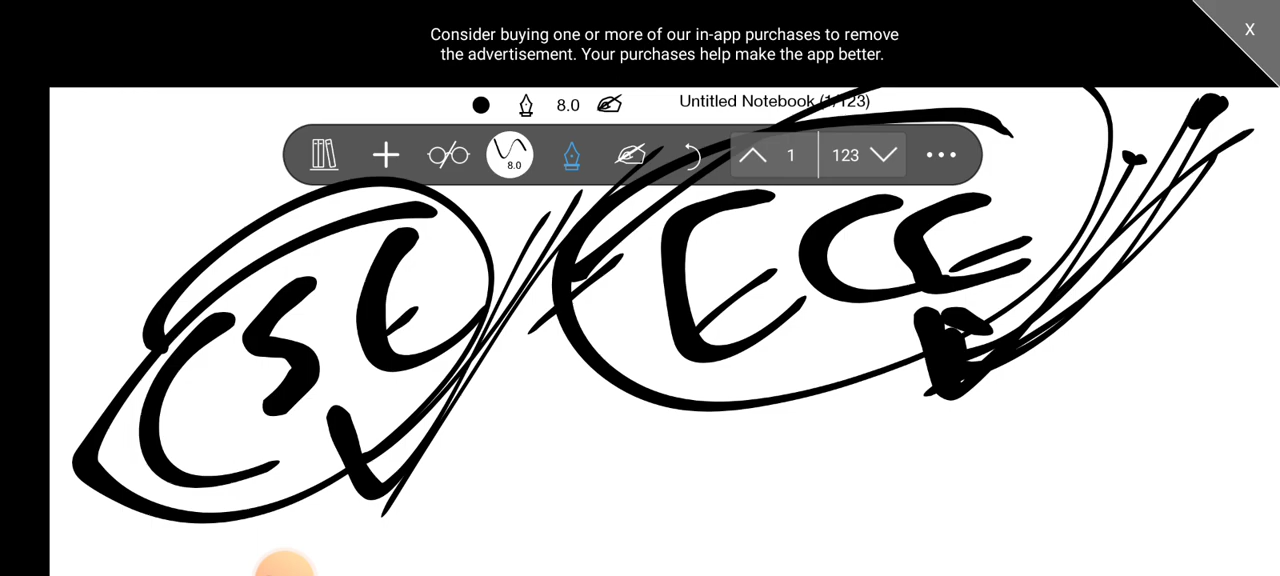 Consider buying one or more of our in-app purchases to remove
the advertisement. Your purchases help make the app better.
X
8.0
Untitled Notebook (1/123)
8.0
1
123
CSE
ECE